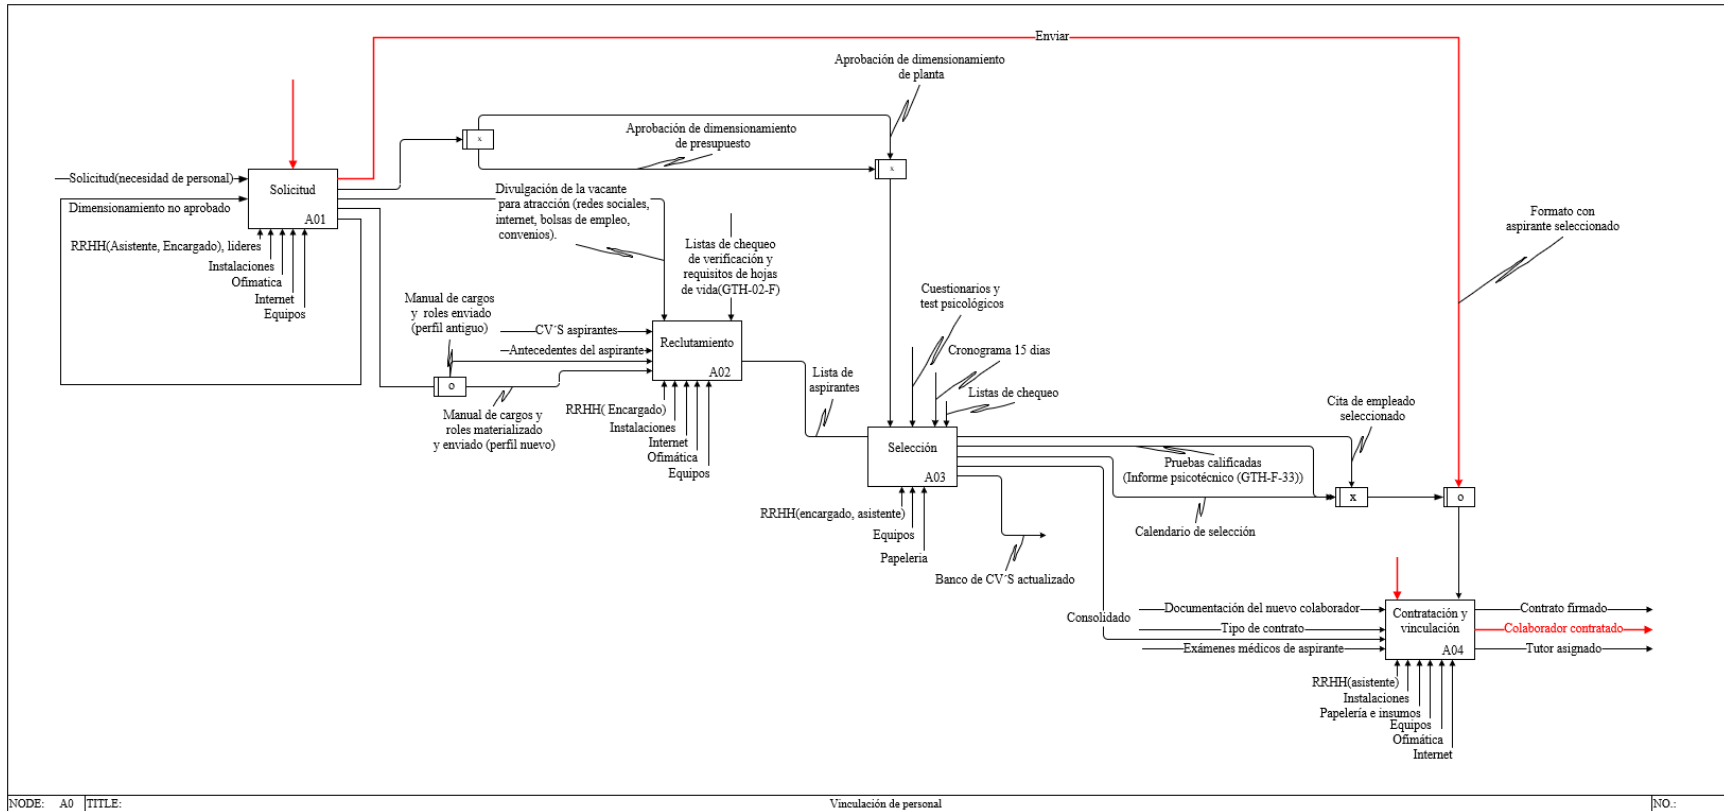 Enviar
Aprobación de dimensionamiento
de planta
x
Aprobación de dimensionamiento
de presupuesto
x
Solicitud(necesidad de personal)
Solicitud
A01
Dimensionamiento no aprobado
RRHH(Asistente, Encargado), lideres
Instalaciones
Ofimatica
Internet
Equipos
Divulgación de la vacante
para atracción (redes sociales,
internet, bolsas de empleo,
convenios).
Listas de chequeo
de verificación y
requisitos de hojas
de vida(GTH-02-F)
Formato con
aspirante seleccionado
Manual de cargos
y roles enviado
(perfil antiguo)
CV´S aspirantes
Antecedentes del aspirante
Reclutamiento
A02
o
Manual de cargos y
roles materializado
y enviado (perfil nuevo)
RRHH( Encargado)
Instalaciones
Internet
Ofimática
Equipos
Lista de
aspirantes
Cuestionarios y
test psicológicos
Cronograma 15 dias
Listas de chequeo
Cita de empleado
seleccionado
Selección
A03
Pruebas calificadas
(Informe psicotécnico (GTH-F-33))
x
o
Calendario de selección
RRHH(encargado, asistente)
Equipos
Papeleria
Banco de CV´S actualizado
Consolidado
Documentación del nuevo colaborador
Tipo de contrato
Exámenes médicos de aspirante
Contratación y
vinculación
A04
Contrato firmado
Colaborador contratado
Tutor asignado
RRHH(asistente)
Instalaciones
Papelería e insumos
Equipos
Ofimática
Internet
NODE: A0 TITLE: Vinculación de personal NO.: